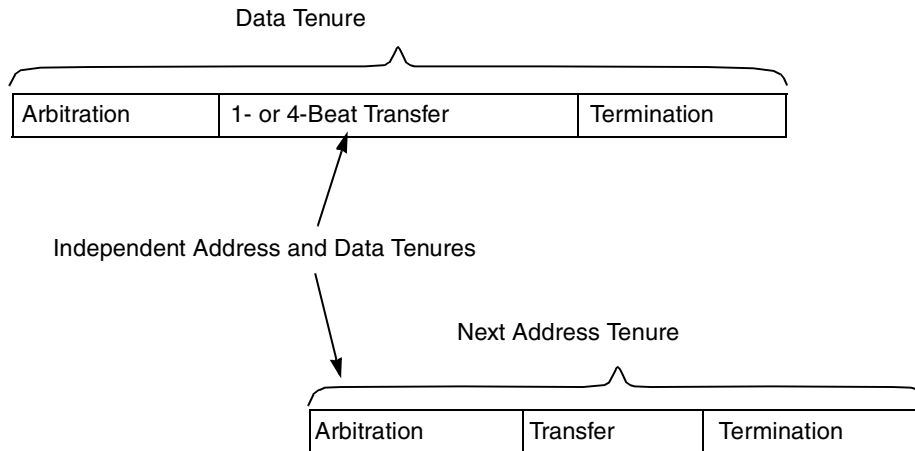 Data Tenure
Arbitration 1- or 4-Beat Transfer Termination
Independent Address and Data Tenures
Next Address Tenure
Arbitration Transfer Termination